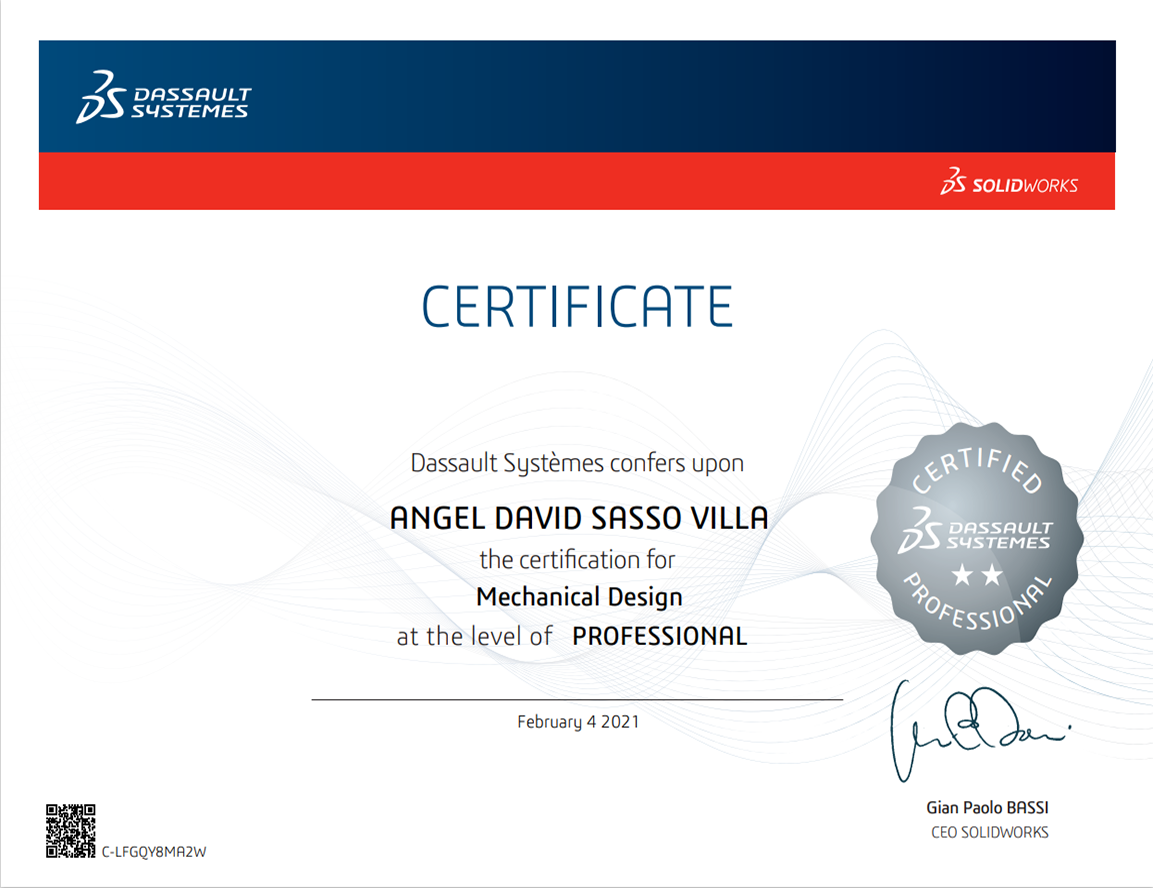 DASSAULT
SYSTEMES
SOLIDWORKS
CERTIFICATE
Dassault Systèmes confers upon
ANGEL DAVID SASSO VILLA
the certification for
Mechanical Design
at the level of PROFESSIONAL
February 4 2021
CERTIFIED
DASSAULT
SYSTEMES
PROFESSIONAL
Gian Paolo BASSI
CEO SOLIDWORKS
C-LFGQY8MA2W